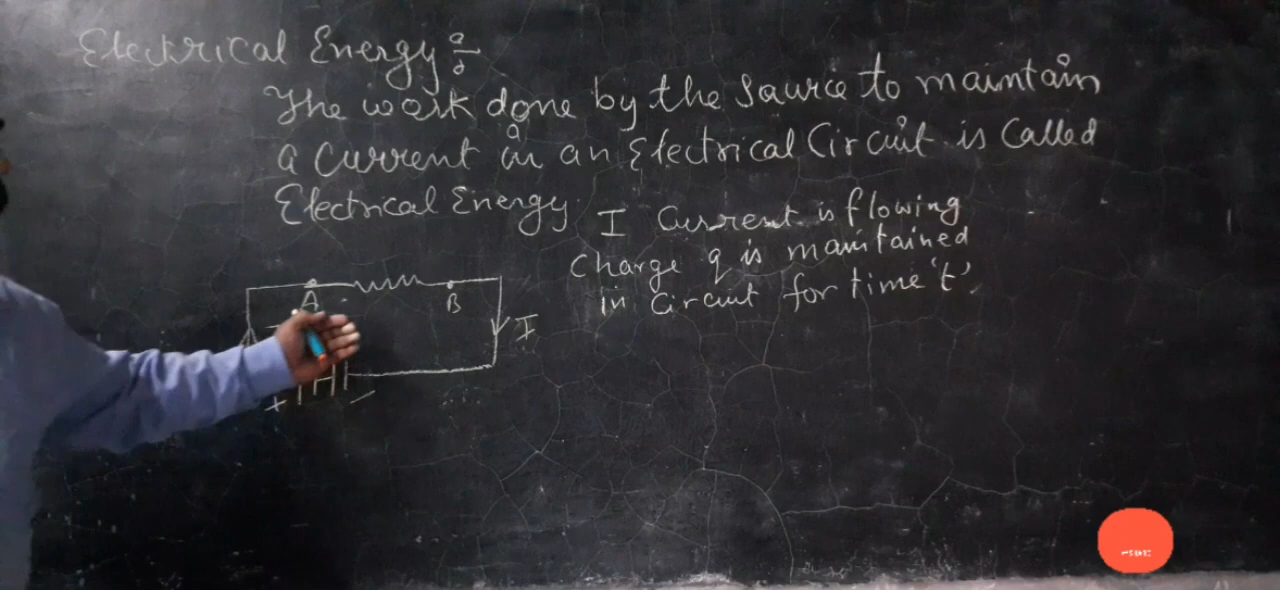 Electrical Energy :-
The work done by the Source to maintain
a current in an Electrical Circuit is Called
Electrical Energy.
I Current is flowing
Charge q is maintained
in Circuit for time 't'.
A
B
I
+
-